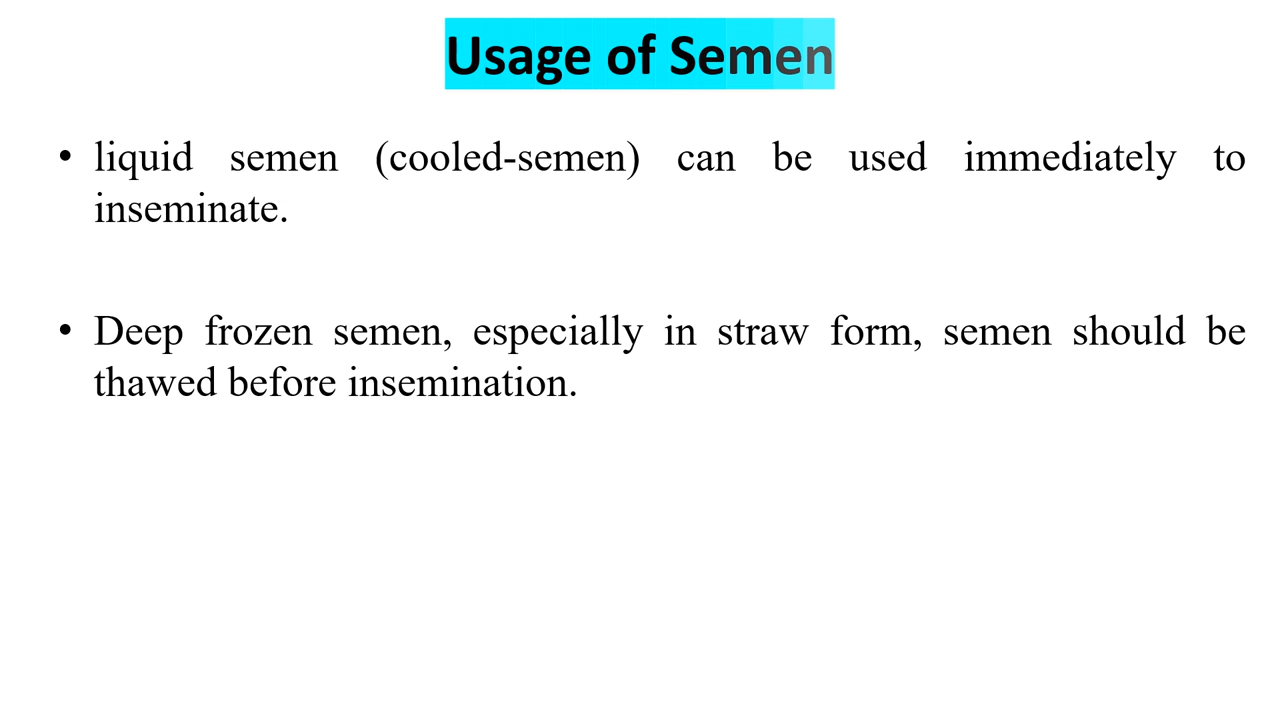 Usage of Semen
• liquid semen (cooled-semen) can be used immediately to
inseminate.
• Deep frozen semen, especially in straw form, semen should be
thawed before insemination.